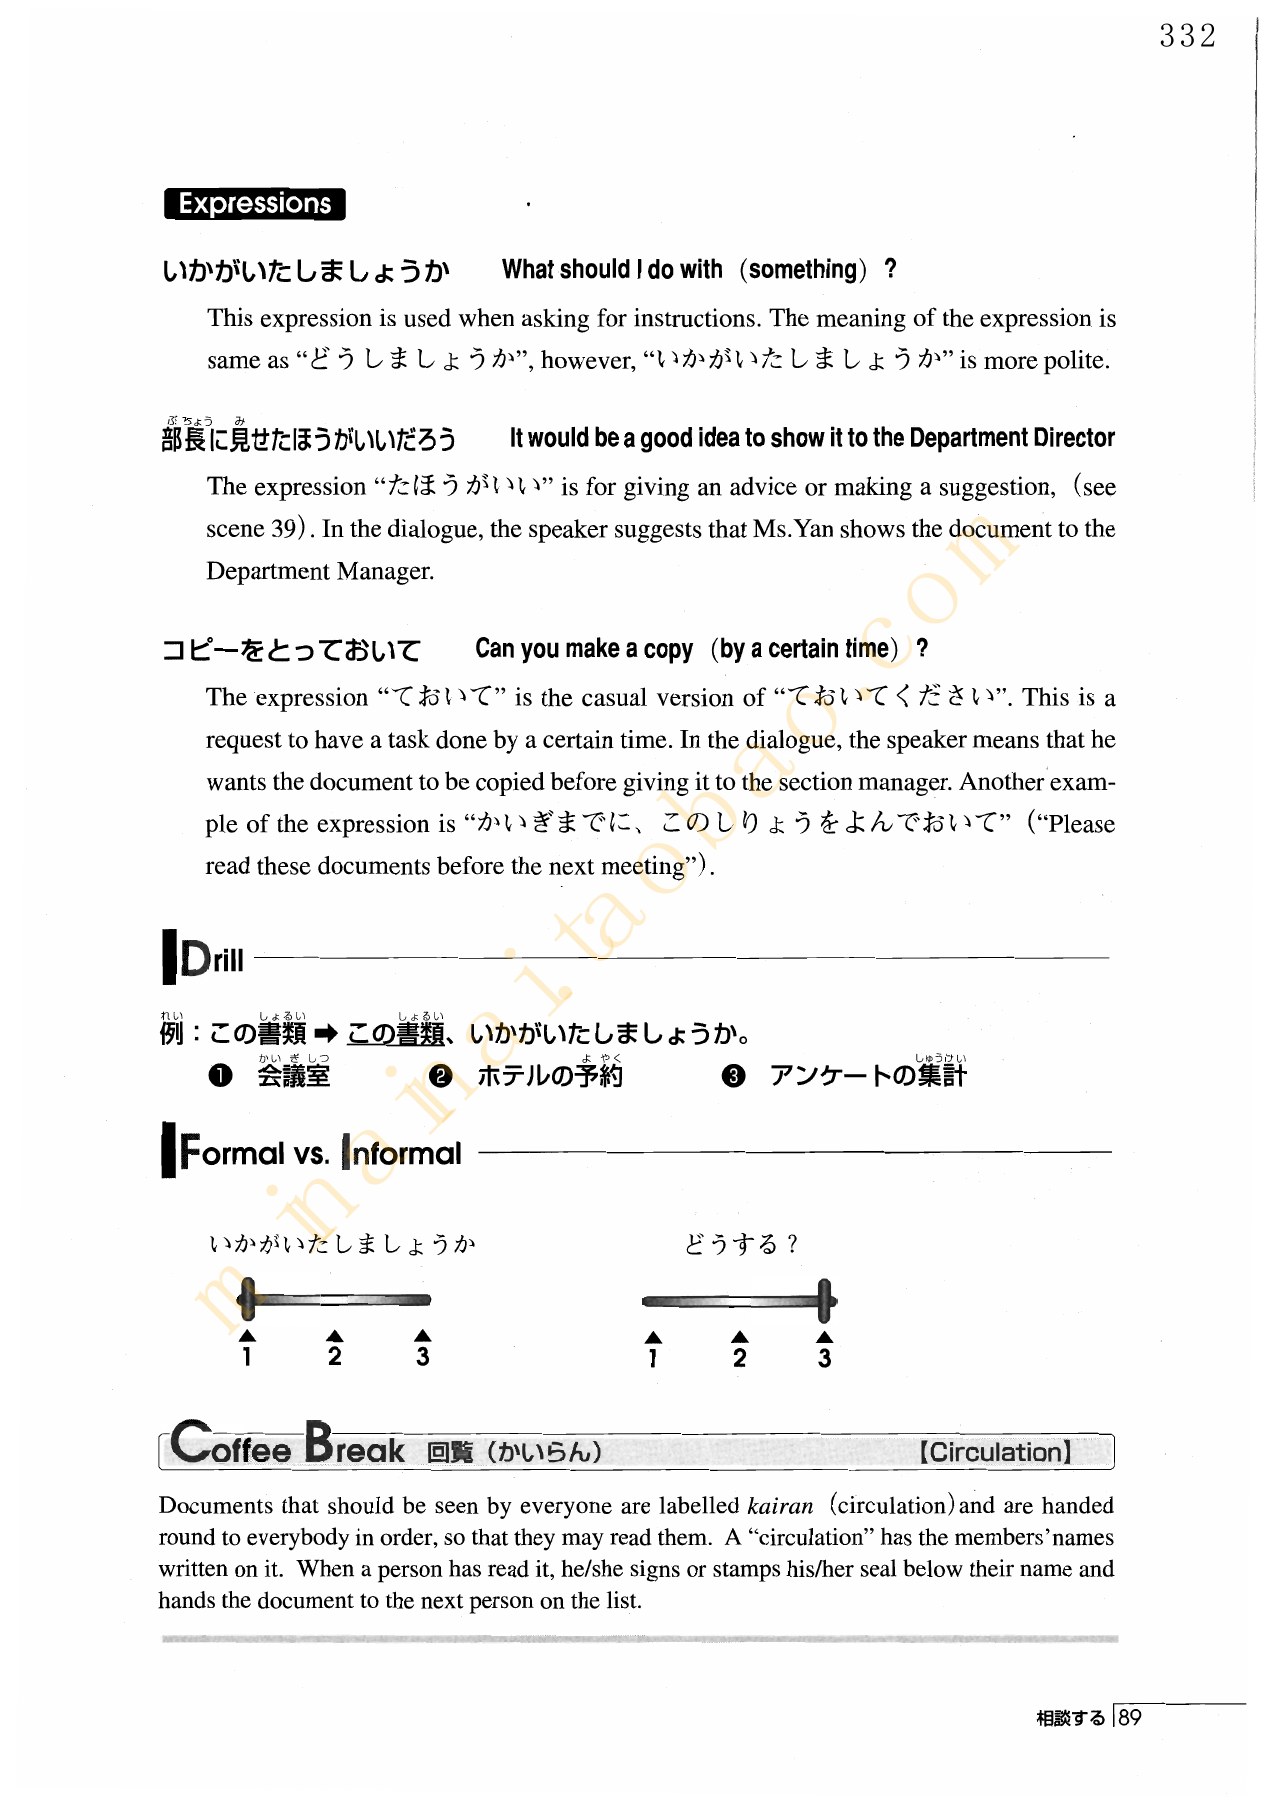 332
Expressions
いかがいたしましょうか What should I do with (something) ?
This expression is used when asking for instructions. The meaning of the expression is
same as “どうしましょうか”, however, “いかがいたしましょうか” is more polite.
ぶちょう み
部長に見せたほうがいいだろう It would be a good idea to show it to the Department Director
The expression “たほうがいい” is for giving an advice or making a suggestion, (see
scene 39). In the dialogue, the speaker suggests that Ms.Yan shows the document to the
Department Manager.
コピーをとっておいて Can you make a copy (by a certain time) ?
The expression “ておいて” is the casual version of “ておいてください”. This is a
request to have a task done by a certain time. In the dialogue, the speaker means that he
wants the document to be copied before giving it to the section manager. Another exam-
ple of the expression is “かいぎまでに、このしりょうをよんでおいて” (“Please
read these documents before the next meeting”).
Drill
れい しょるい しょるい
例：この書類 ➡ この書類、いかがいたしましょうか。
かいぎしつ よやく しゅうけい
❶ 会議室 ❷ ホテルの予約 ❸ アンケートの集計
Formal vs. Informal
いかがいたしましょうか どうする？
▲ ▲ ▲ ▲ ▲ ▲
1 2 3 1 2 3
Coffee Break 回覧（かいらん） 【Circulation】
Documents that should be seen by everyone are labelled kairan (circulation) and are handed
round to everybody in order, so that they may read them. A “circulation” has the members’ names
written on it. When a person has read it, he/she signs or stamps his/her seal below their name and
hands the document to the next person on the list.
相談する 89
minnai.taobao.com